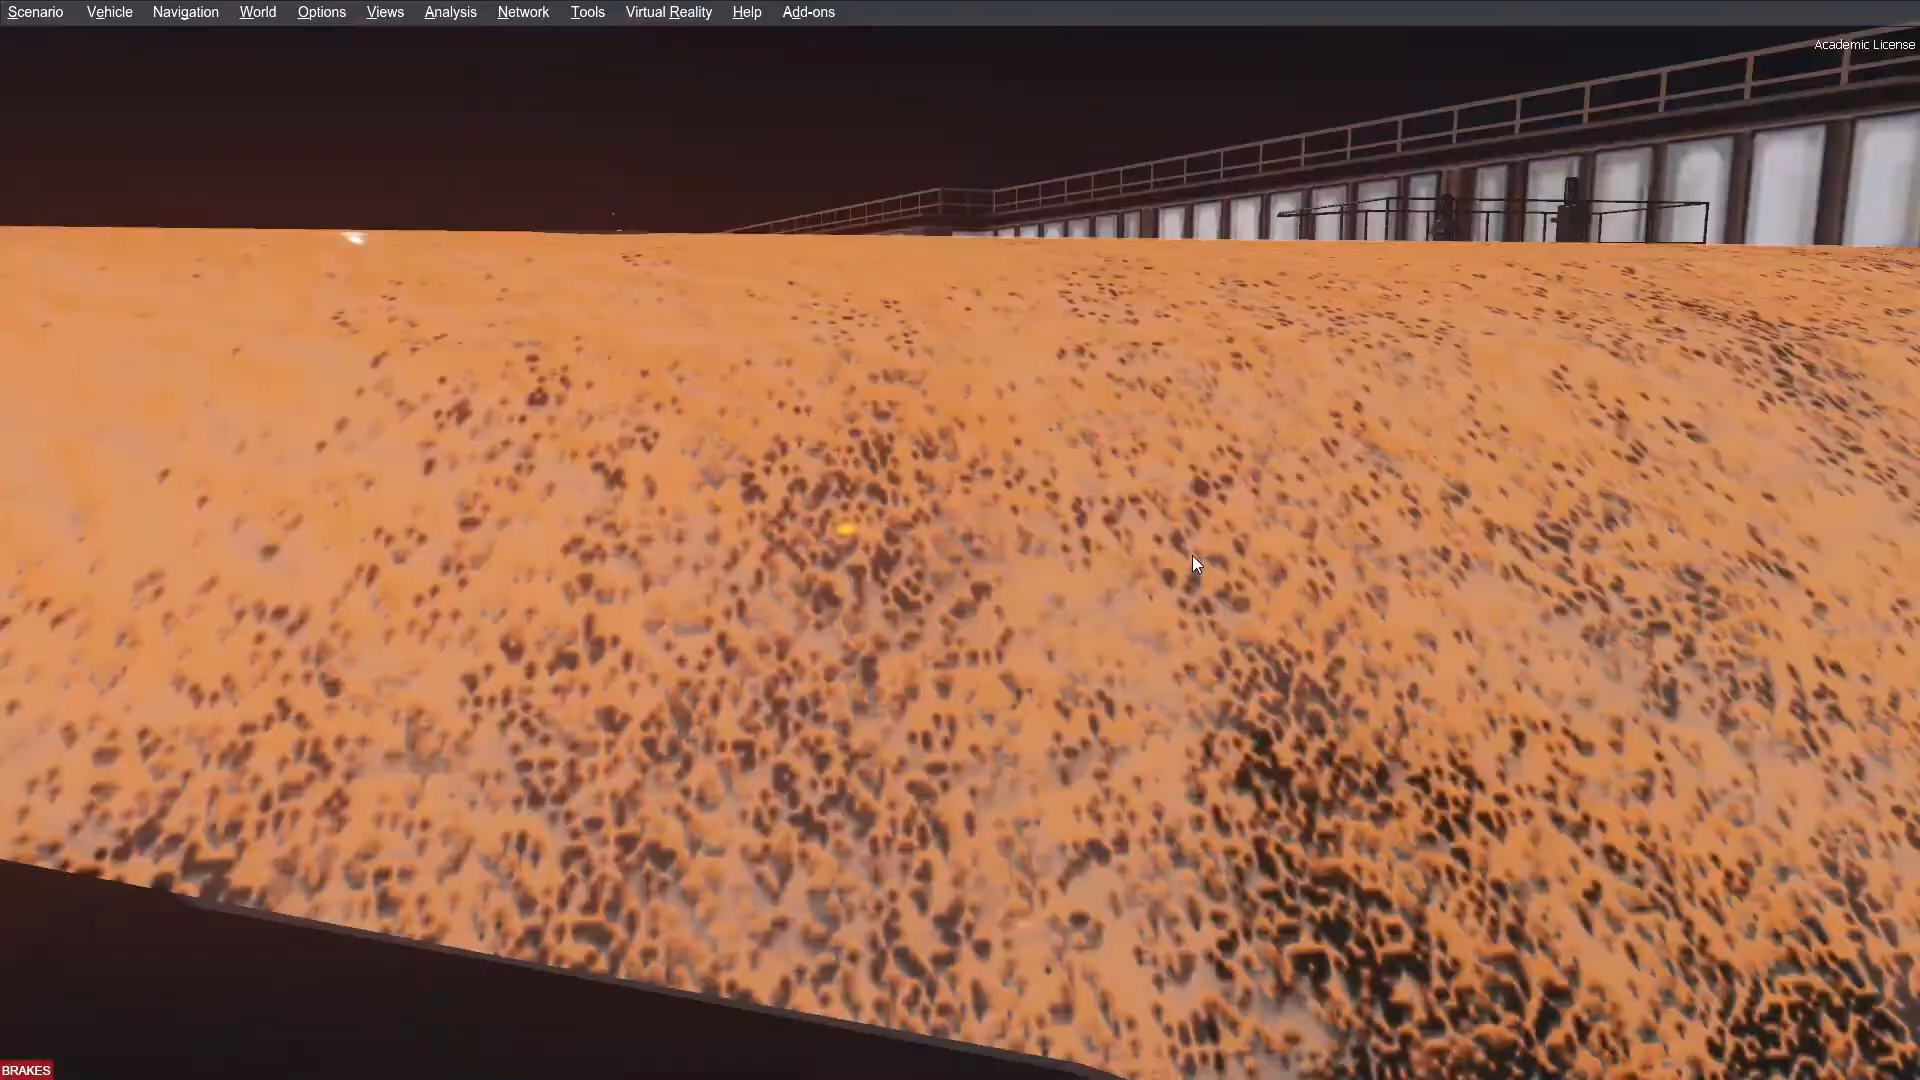 Scenario Vehicle Navigation World Options Views Analysis Network Tools Virtual Reality Help Add-ons
Academic License
BRAKES